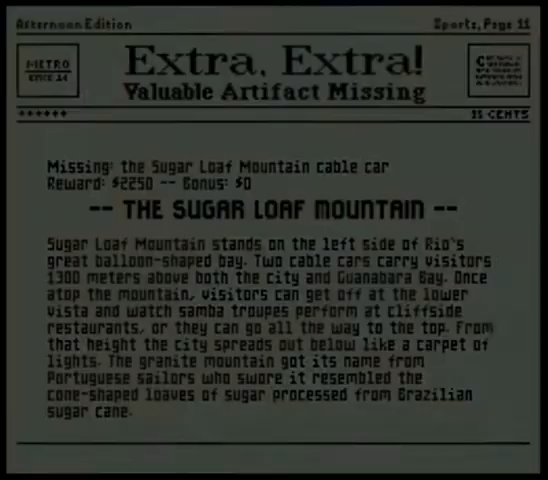 Afternoon Edition
Sports, Page 11
METRO
Extra, Extra!
Valuable Artifact Missing
35 CENTS
Missing: the Sugar Loaf Mountain cable car
Reward: $2250 -- Bonus: $0
-- THE SUGAR LOAF MOUNTAIN --
Sugar Loaf Mountain stands on the left side of Rio's
great balloon-shaped bay. Two cable cars carry visitors
1300 meters above both the city and Guanabara Bay. Once
atop the mountain, visitors can get off at the lower
vista and watch samba troupes perform at cliffside
restaurants, or they can go all the way to the top. From
that height the city spreads out below like a carpet of
lights. The granite mountain got its name from
Portuguese sailors who swore it resembled the
cone-shaped loaves of sugar processed from Brazilian
sugar cane.